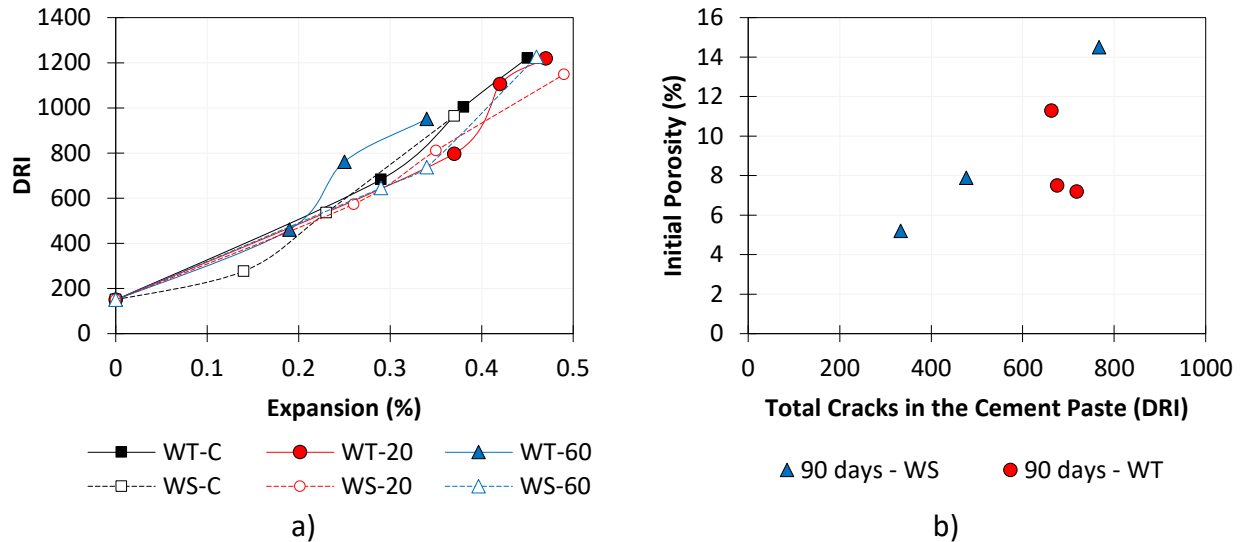 1400
1200
1000
800
600
400
200
0
DRI
0 0.1 0.2 0.3 0.4 0.5
Expansion (%)
WT-C WT-20 WT-60
WS-C WS-20 WS-60
a)
16
14
12
10
8
6
4
2
0
Initial Porosity (%)
0 200 400 600 800 1000
Total Cracks in the Cement Paste (DRI)
90 days - WS 90 days - WT
b)